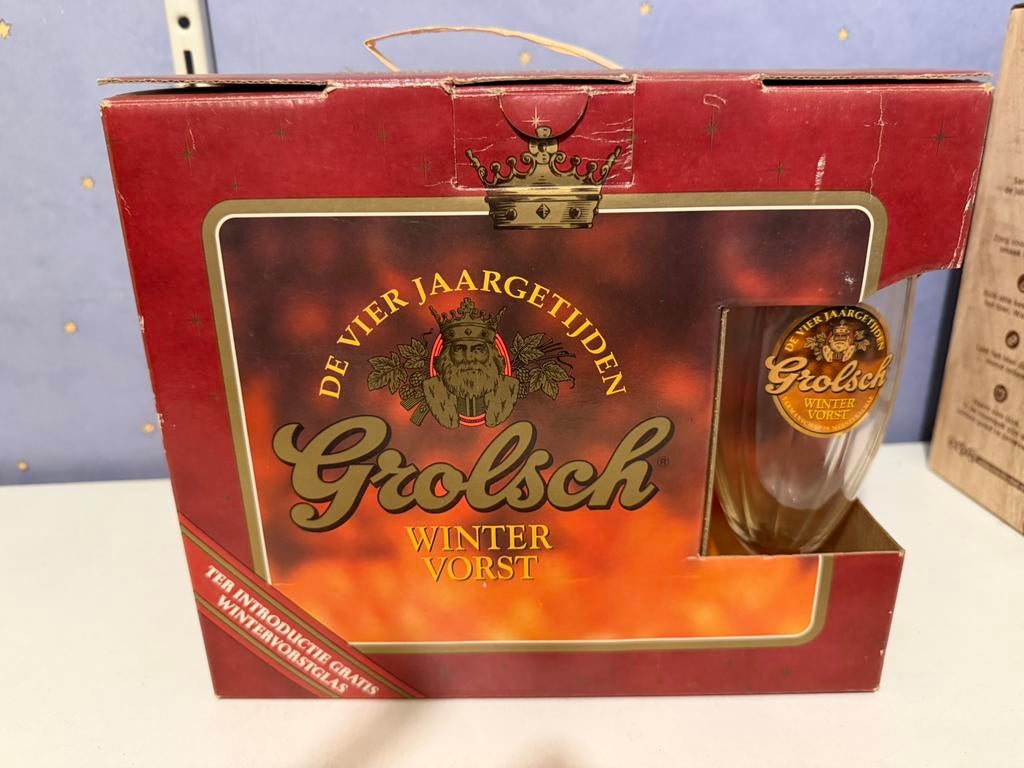 DE VIER JAARGETIJDEN
Grolsch®
WINTER
VORST
TER INTRODUCTIE GRATIS
WINTERVORSTGLAS
DE VIER JAARGETIJDEN
Grolsch
WINTER
VORST